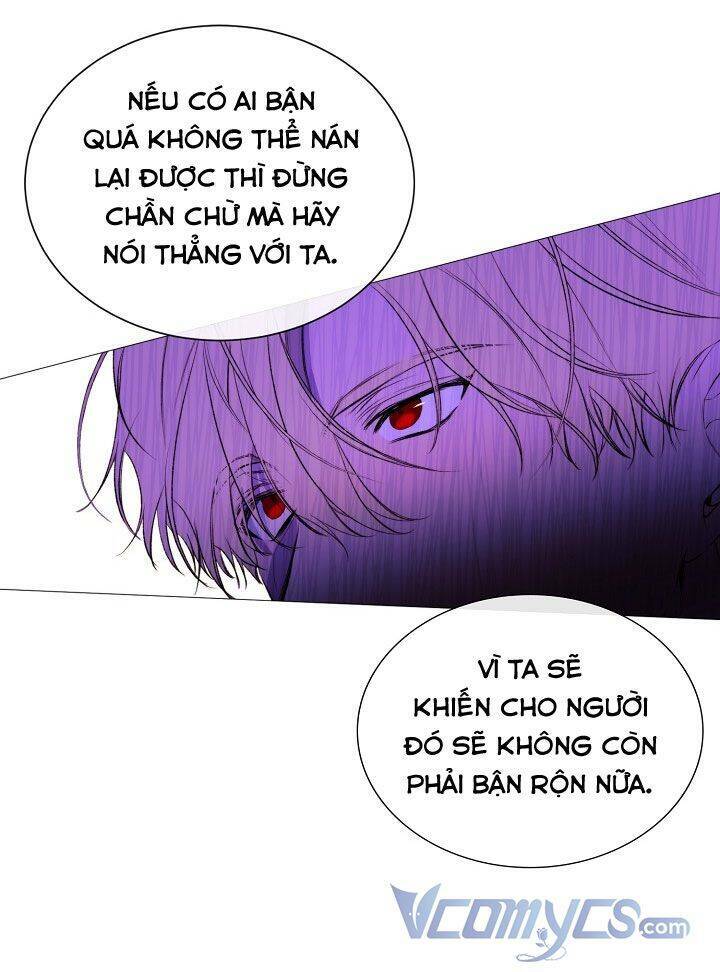 NẾU CÓ AI BẬN
QUÁ KHÔNG THỂ NÁN
LẠI ĐƯỢC THÌ ĐỪNG
CHẦN CHỪ MÀ HÃY
NÓI THẲNG VỚI TA.
VÌ TA SẼ
KHIẾN CHO NGƯỜI
ĐÓ SẼ KHÔNG CÒN
PHẢI BẬN RỘN NỮA.
VCOMYCS.com